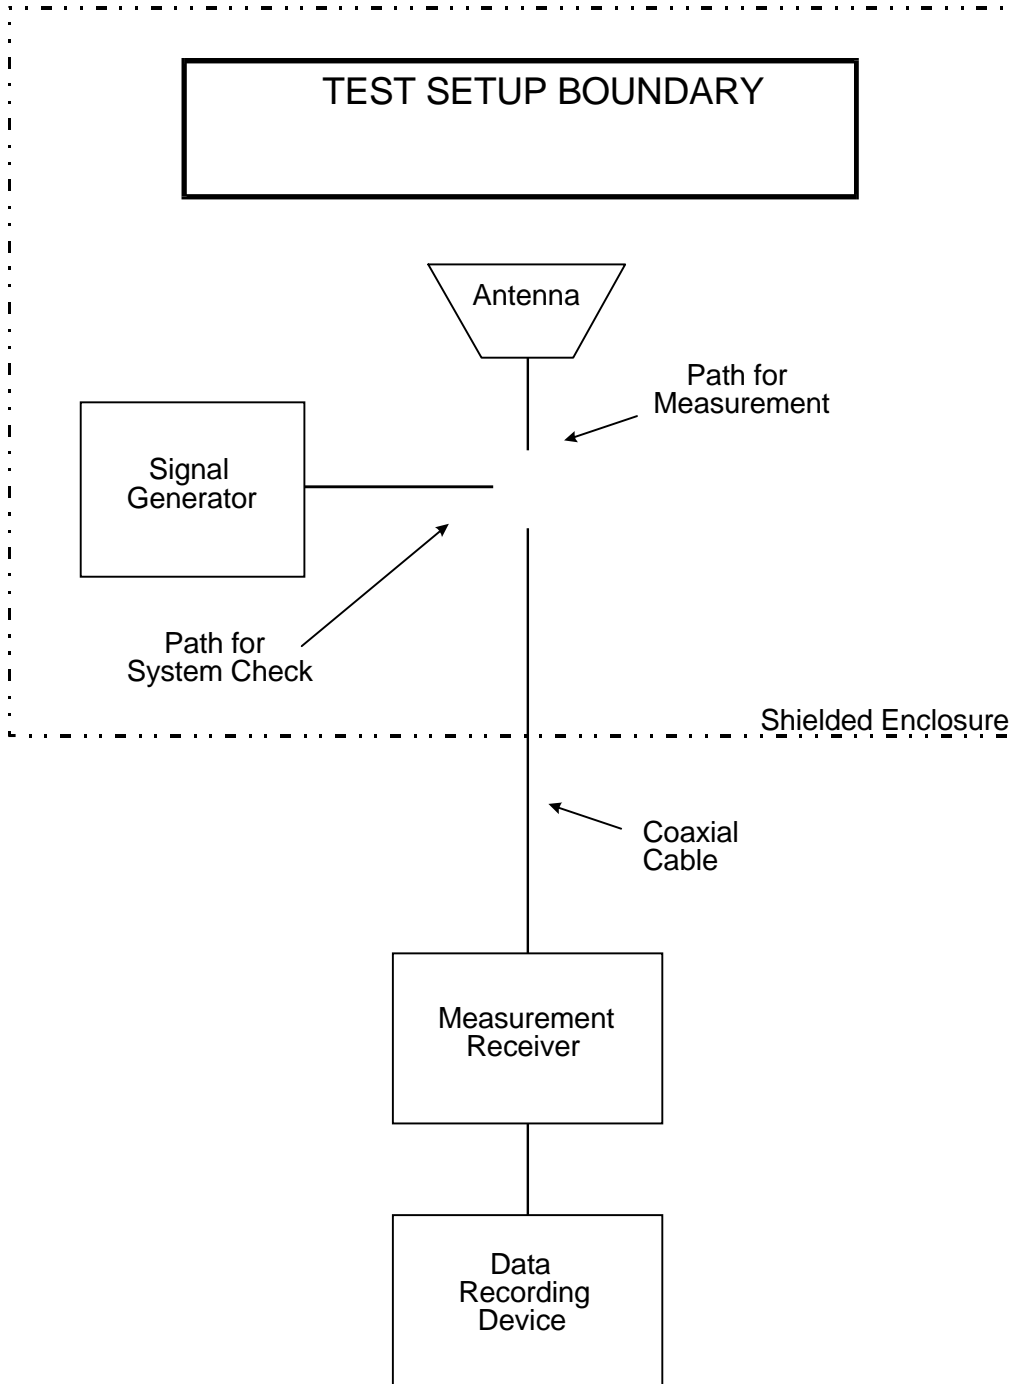 TEST SETUP BOUNDARY
Antenna
Path for
Measurement
Signal
Generator
Path for
System Check
Shielded Enclosure
Coaxial
Cable
Measurement
Receiver
Data
Recording
Device